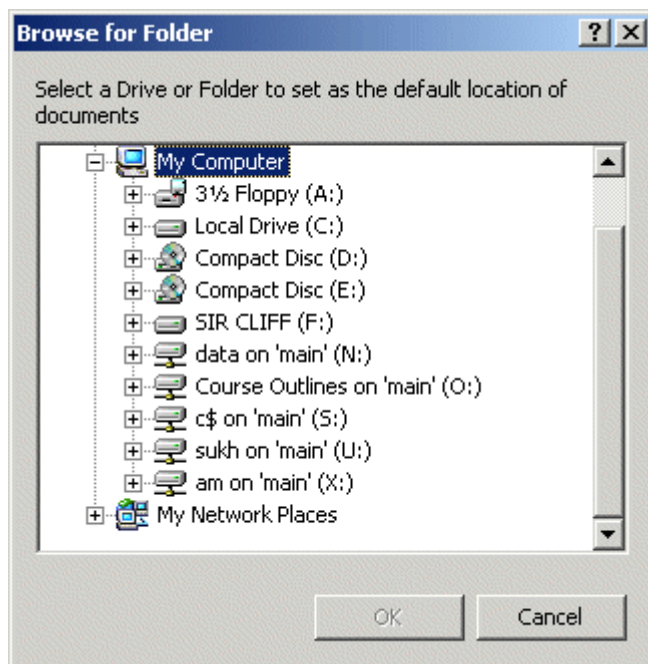 Browse for Folder
Select a Drive or Folder to set as the default location of
documents
My Computer
3½ Floppy (A:)
Local Drive (C:)
Compact Disc (D:)
Compact Disc (E:)
SIR CLIFF (F:)
data on 'main' (N:)
Course Outlines on 'main' (O:)
c$ on 'main' (S:)
sukh on 'main' (U:)
am on 'main' (X:)
My Network Places
OK Cancel